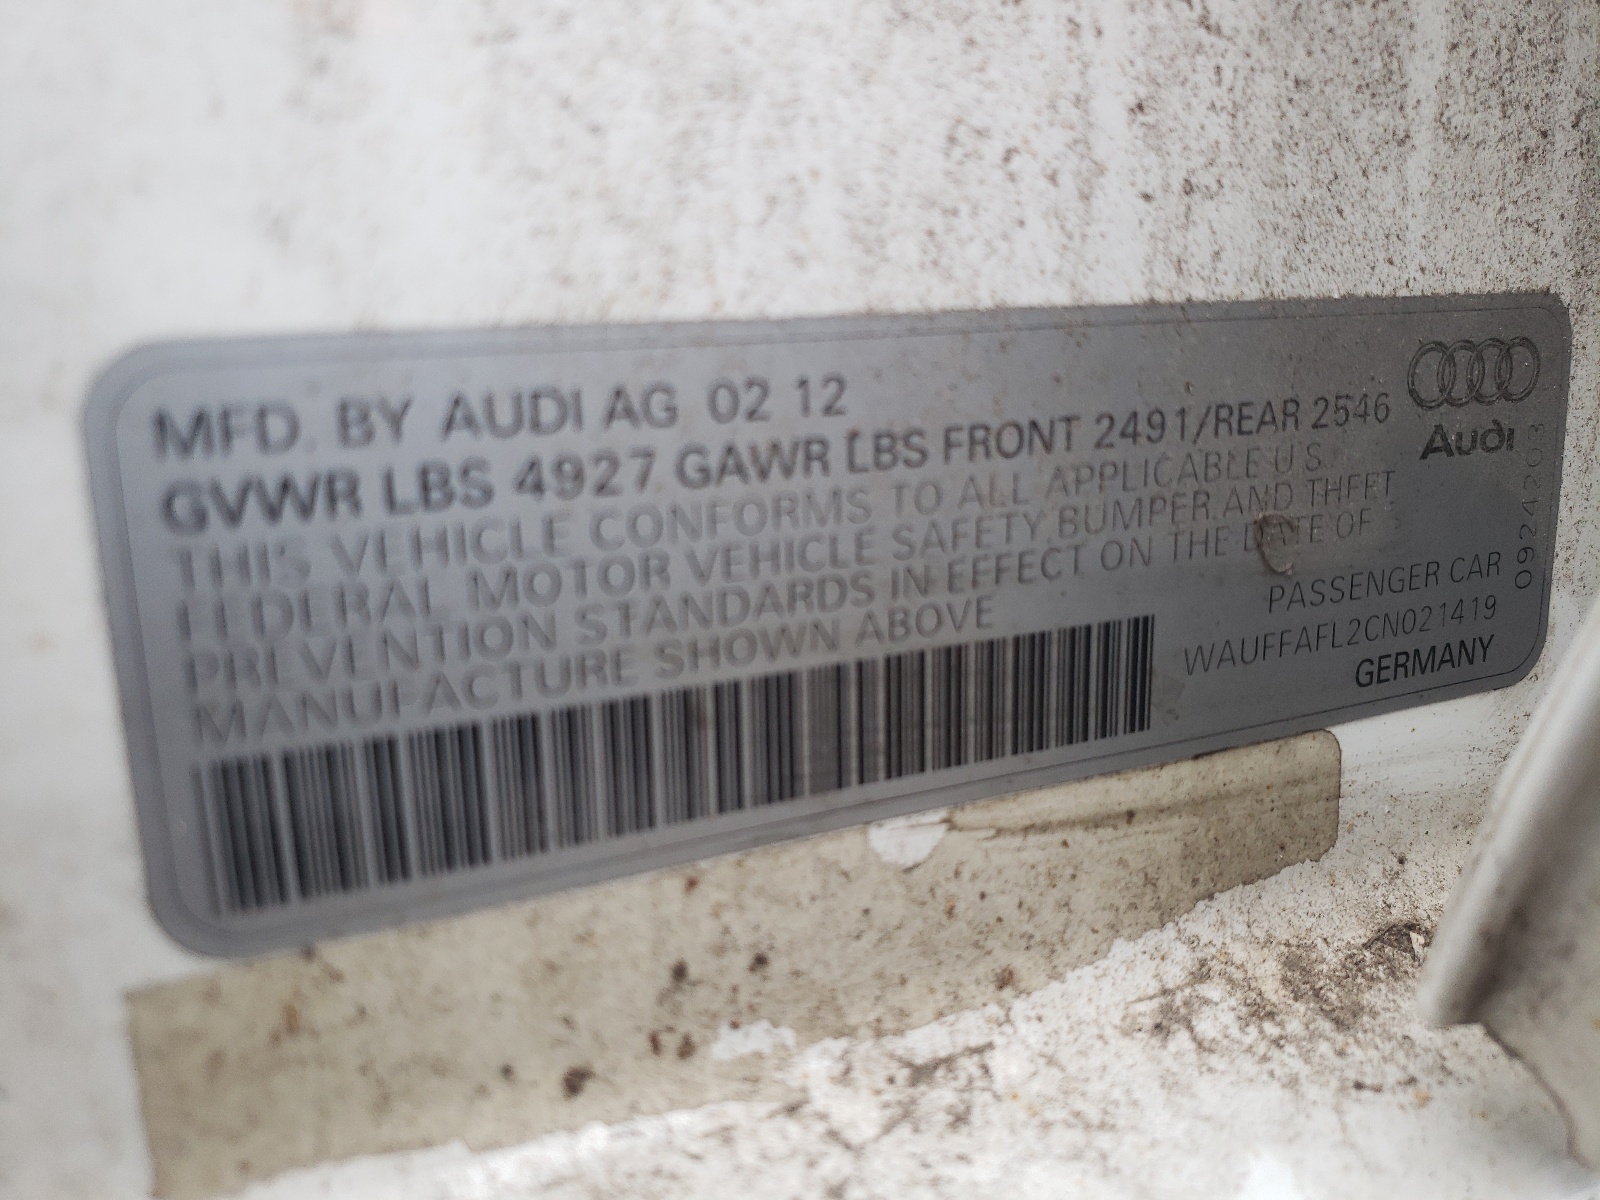 MFD. BY AUDI AG 02 12
GVWR LBS 4927 GAWR LBS FRONT 2491/REAR 2546
THIS VEHICLE CONFORMS TO ALL APPLICABLE U S
FEDERAL MOTOR VEHICLE SAFETY BUMPER AND THEFT
PREVENTION STANDARDS IN EFFECT ON THE DATE OF
MANUFACTURE SHOWN ABOVE
Audi
PASSENGER CAR
WAUFFAFL2CN021419
GERMANY